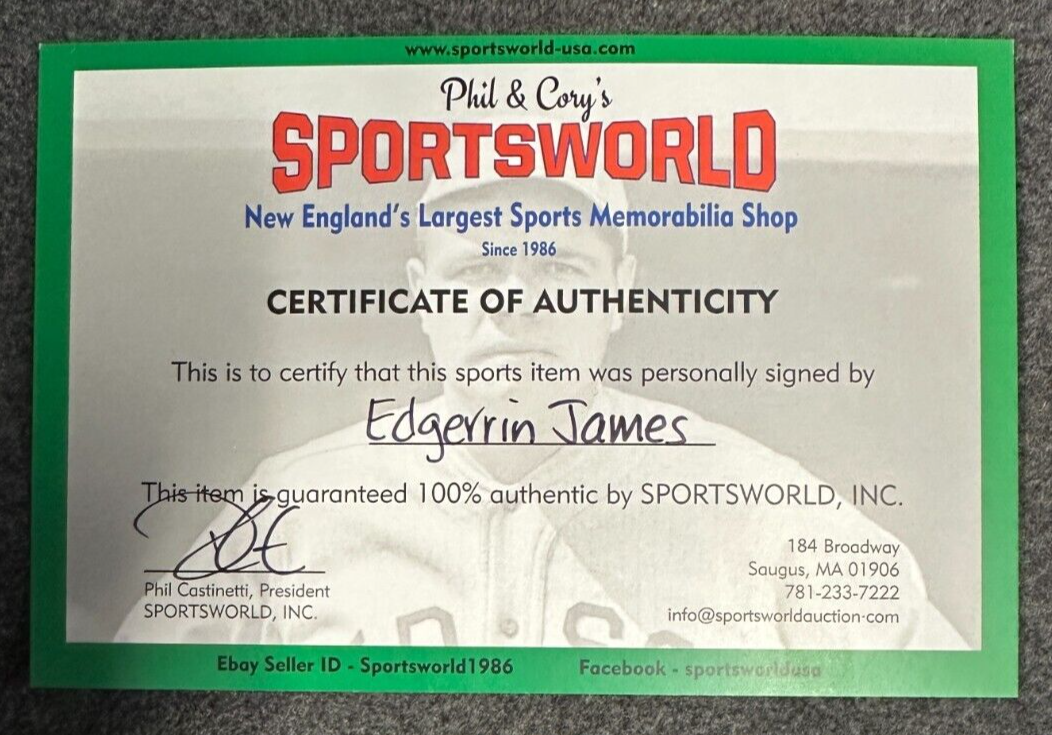 www.sportsworld-usa.com
Phil & Cory's
SPORTSWORLD
New England's Largest Sports Memorabilia Shop
Since 1986
CERTIFICATE OF AUTHENTICITY
This is to certify that this sports item was personally signed by
Edgerrin James
This item is guaranteed 100% authentic by SPORTSWORLD, INC.
Phil Castinetti, President
SPORTSWORLD, INC.
184 Broadway
Saugus, MA 01906
781-233-7222
info@sportsworldauction.com
Ebay Seller ID - Sportsworld1986
Facebook - sportsworldusa